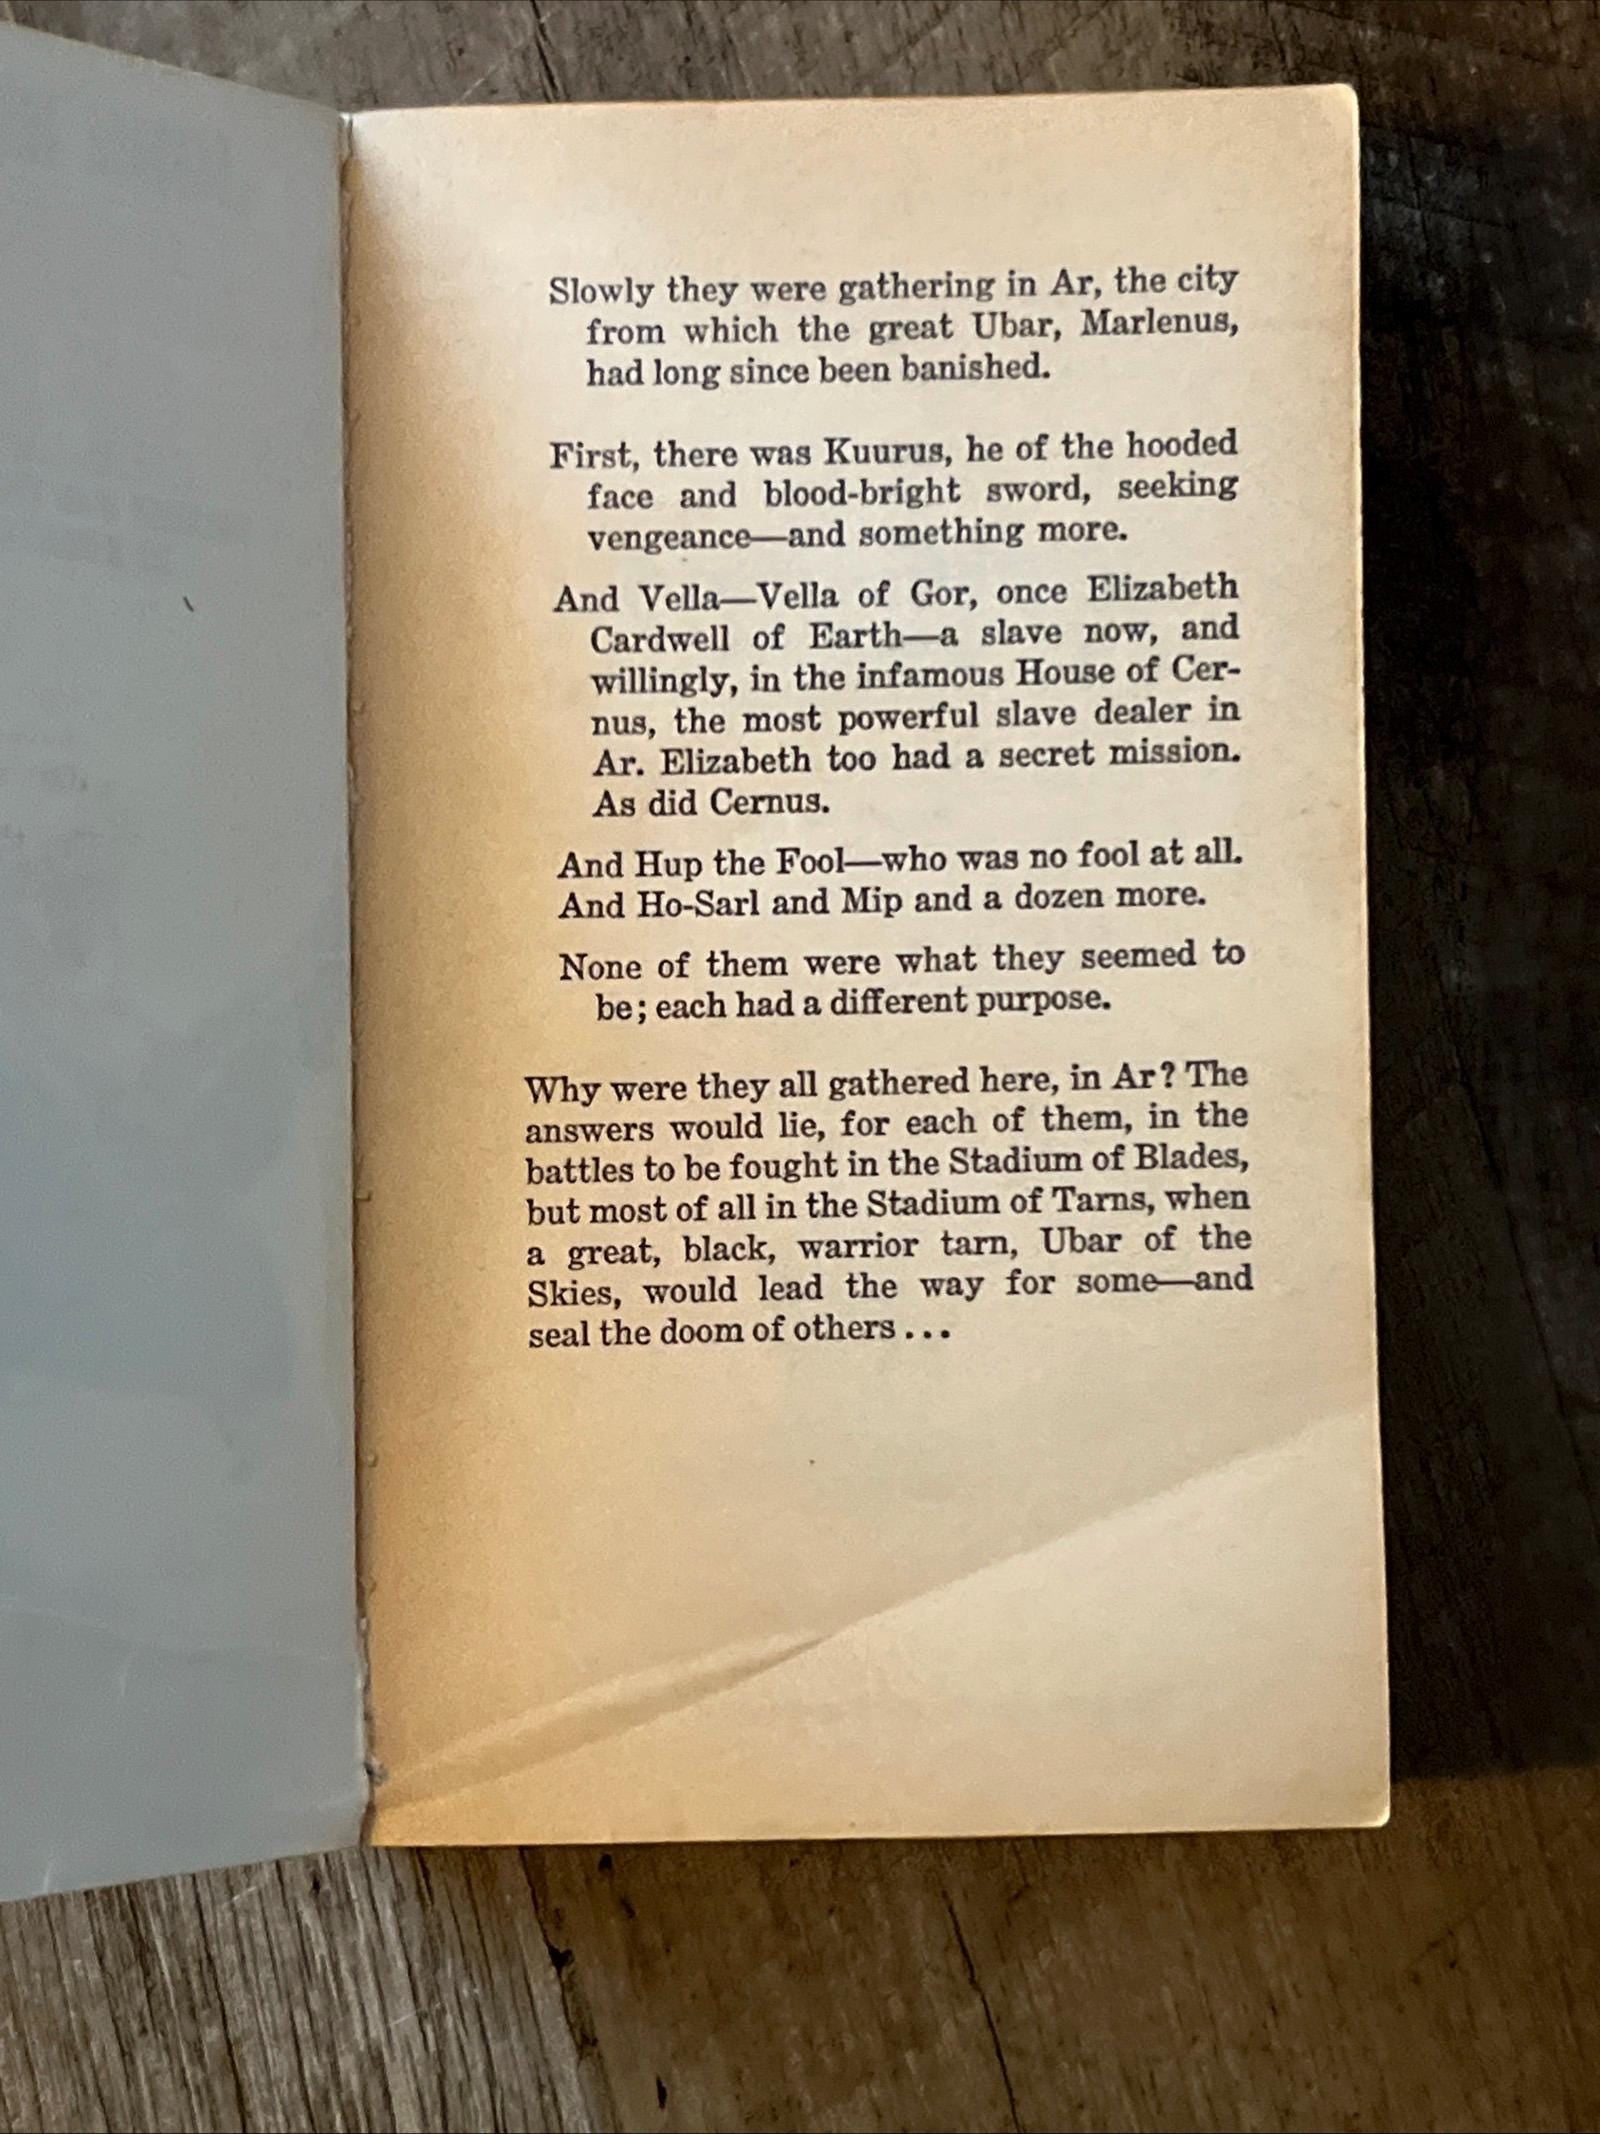 Slowly they were gathering in Ar, the city
from which the great Ubar, Marlenus,
had long since been banished.
First, there was Kuurus, he of the hooded
face and blood-bright sword, seeking
vengeance—and something more.
And Vella—Vella of Gor, once Elizabeth
Cardwell of Earth—a slave now, and
willingly, in the infamous House of Cer-
nus, the most powerful slave dealer in
Ar. Elizabeth too had a secret mission.
As did Cernus.
And Hup the Fool—who was no fool at all.
And Ho-Sarl and Mip and a dozen more.
None of them were what they seemed to
be; each had a different purpose.
Why were they all gathered here, in Ar? The
answers would lie, for each of them, in the
battles to be fought in the Stadium of Blades,
but most of all in the Stadium of Tarns, when
a great, black, warrior tarn, Ubar of the
Skies, would lead the way for some—and
seal the doom of others...